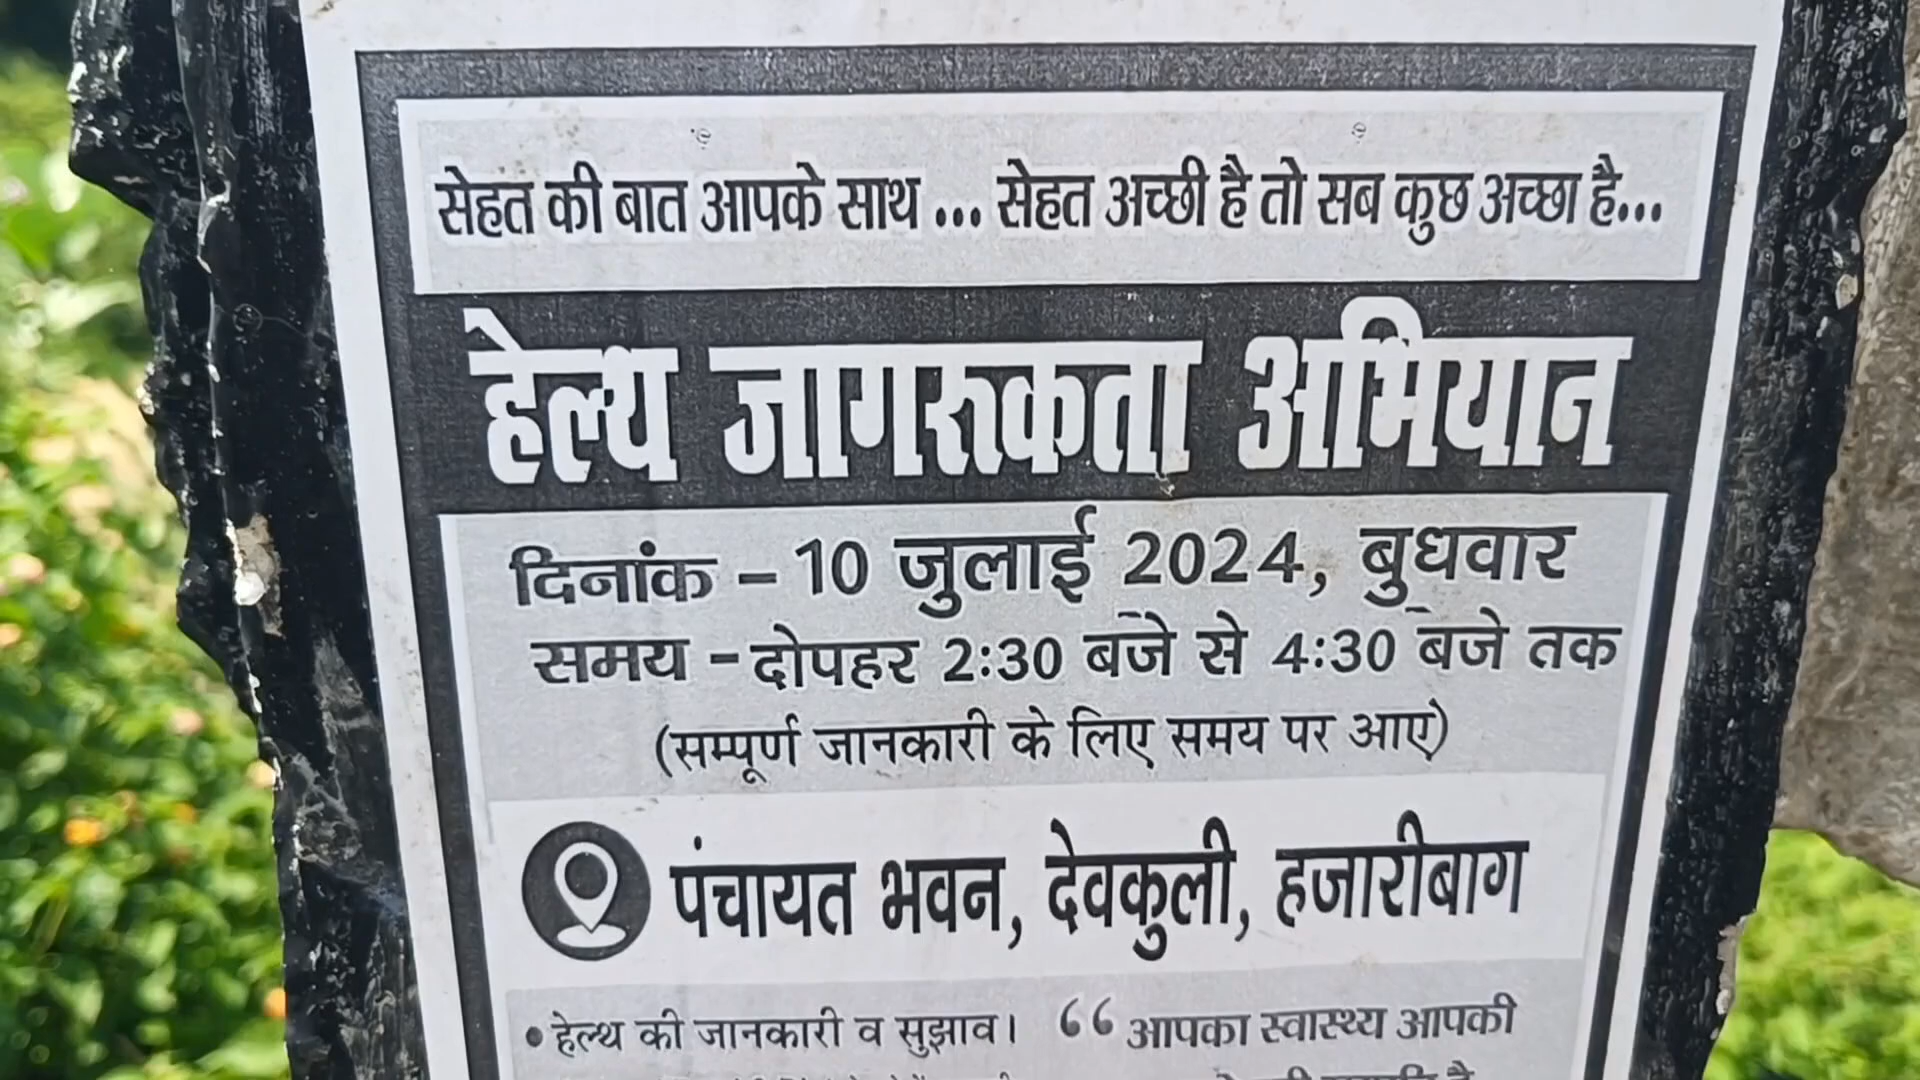 सेहत की बात आपके साथ ... सेहत अच्छी है तो सब कुछ अच्छा है...
हेल्थ जागरुकता अभियान
दिनांक – 10 जुलाई 2024, बुधवार
समय - दोपहर 2:30 बजे से 4:30 बजे तक
(सम्पूर्ण जानकारी के लिए समय पर आए)
पंचायत भवन, देवकुली, हजारीबाग
• हेल्थ की जानकारी व सुझाव।
“ आपका स्वास्थ्य आपकी